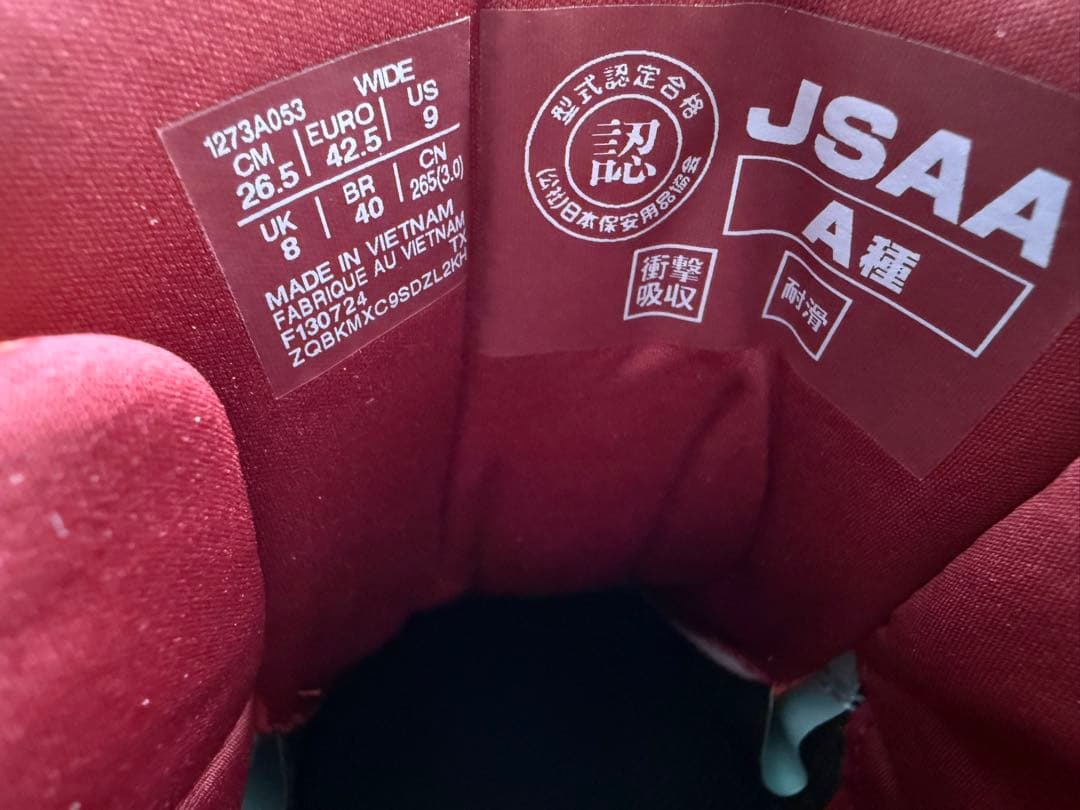 1273A053 WIDE
CM EURO US
26.5 42.5 9
UK BR CN
8 40 265(3.0)
MADE IN VIETNAM
FABRIQUE AU VIETNAM
F130724 TX
ZQBKMXC9SDZL2KH
型式認定合格
認
(公社)日本保安用品協会
衝撃
吸収
JSAA
A種
耐滑